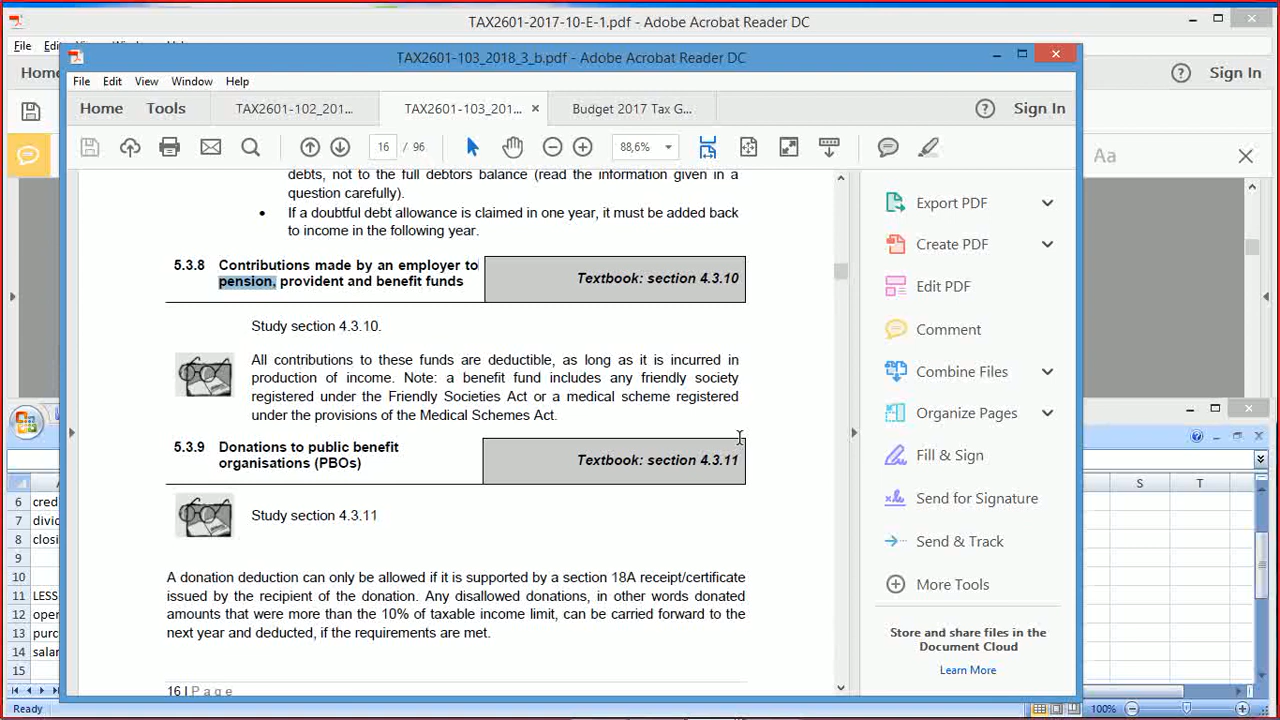 TAX2601-2017-10-E-1.pdf - Adobe Acrobat Reader DC
File
Home
Sign In
TAX2601-103_2018_3_b.pdf - Adobe Acrobat Reader DC
File Edit View Window Help
Home Tools TAX2601-102_201... TAX2601-103_201... × Budget 2017 Tax G... Sign In
16 / 96 88,6%
Aa
debts, not to the full debtors balance (read the information given in a
question carefully).
• If a doubtful debt allowance is claimed in one year, it must be added back
to income in the following year.
5.3.8 Contributions made by an employer to
pension, provident and benefit funds
Textbook: section 4.3.10
Study section 4.3.10.
All contributions to these funds are deductible, as long as it is incurred in
production of income. Note: a benefit fund includes any friendly society
registered under the Friendly Societies Act or a medical scheme registered
under the provisions of the Medical Schemes Act.
5.3.9 Donations to public benefit
organisations (PBOs)
Textbook: section 4.3.11
Study section 4.3.11
A donation deduction can only be allowed if it is supported by a section 18A receipt/certificate
issued by the recipient of the donation. Any disallowed donations, in other words donated
amounts that were more than the 10% of taxable income limit, can be carried forward to the
next year and deducted, if the requirements are met.
16 | Page
Export PDF
Create PDF
Edit PDF
Comment
Combine Files
Organize Pages
Fill & Sign
Send for Signature
Send & Track
More Tools
Store and share files in the
Document Cloud
Learn More
S T
6 cred
7 divid
8 closi
9
10
11 LESS
12 oper
13 purc
14 salar
15
Ready
100%